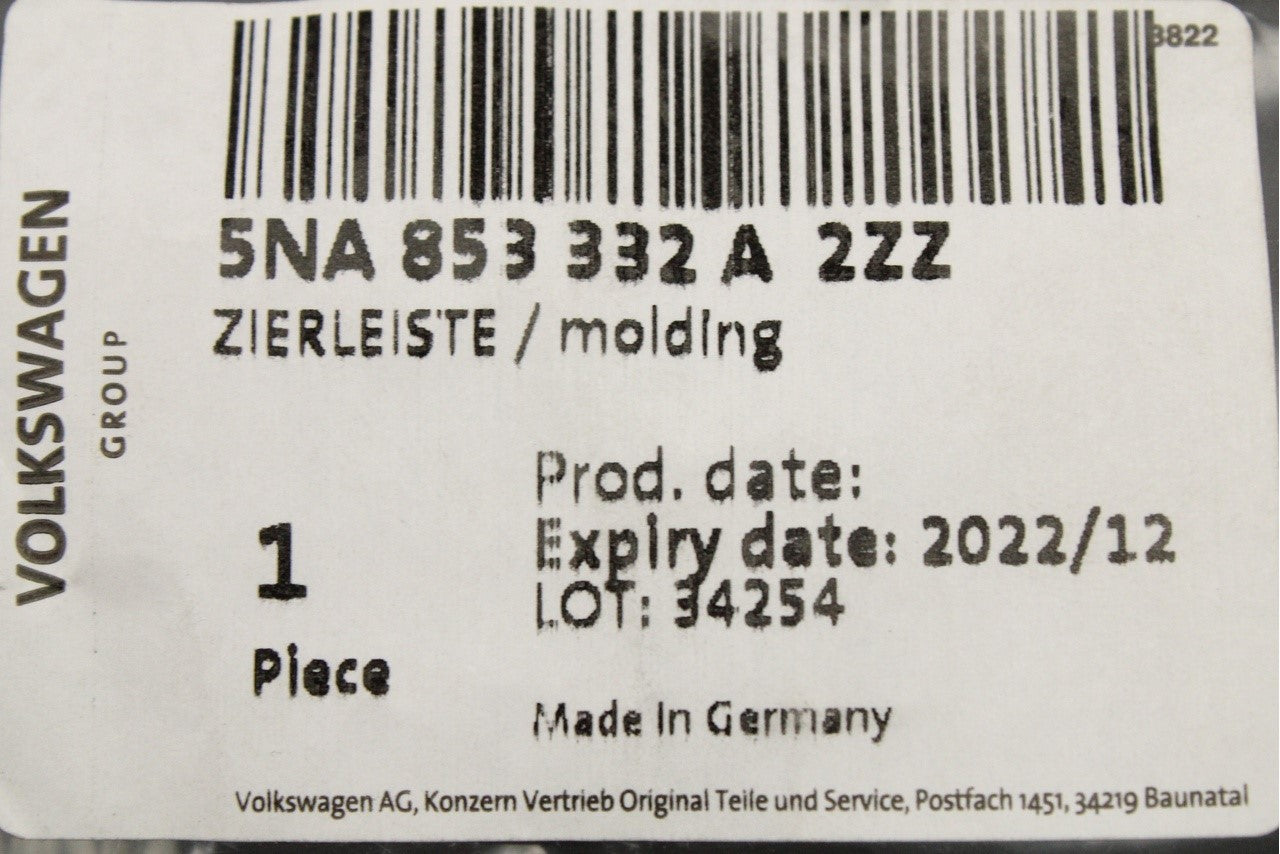 3822
VOLKSWAGEN
GROUP
5NA 853 332 A 2ZZ
ZIERLEISTE / molding
Prod. date:
Expiry date: 2022/12
LOT: 34254
1
Piece
Made In Germany
Volkswagen AG, Konzern Vertrieb Original Teile und Service, Postfach 1451, 34219 Baunatal